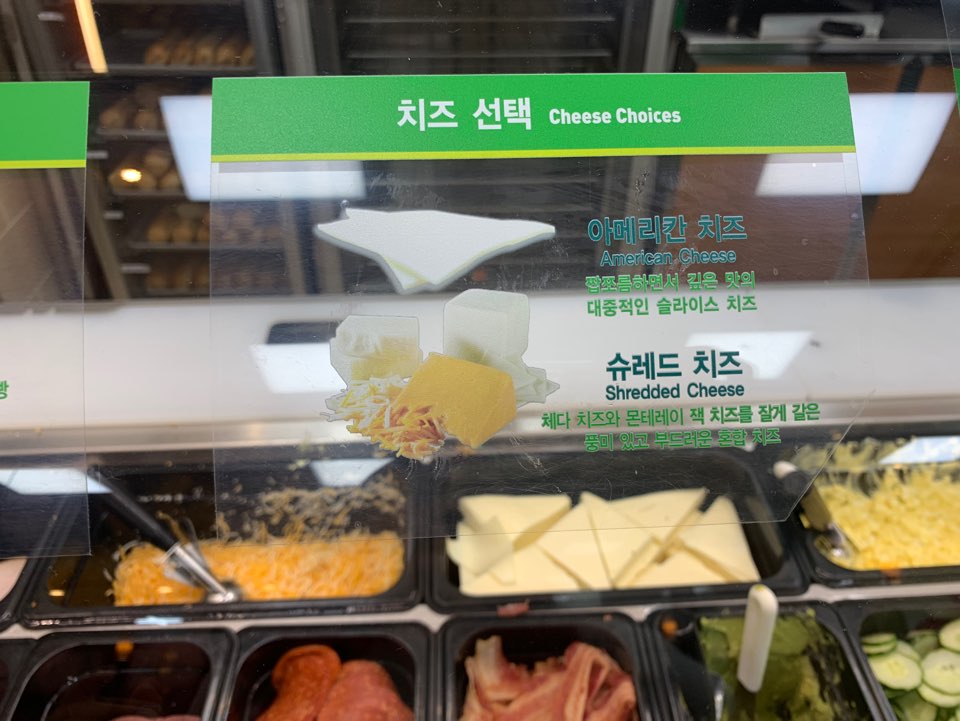 치즈 선택 Cheese Choices
아메리칸 치즈
American Cheese
짭쪼름하면서 깊은 맛의
대중적인 슬라이스 치즈
슈레드 치즈
Shredded Cheese
체다 치즈와 몬테레이 잭 치즈를 잘게 갈은
풍미 있고 부드러운 혼합 치즈